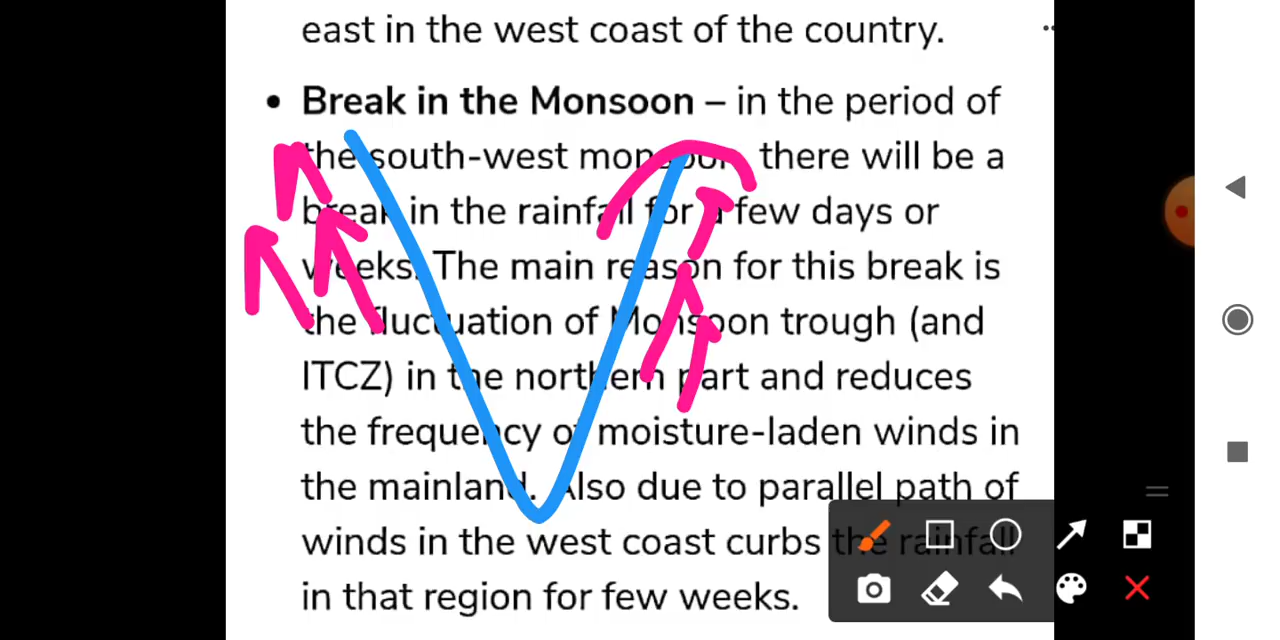 east in the west coast of the country.
• Break in the Monsoon – in the period of
the south-west monsoon, there will be a
break in the rainfall for a few days or
weeks. The main reason for this break is
the fluctuation of Monsoon trough (and
ITCZ) in the northern part and reduces
the frequency of moisture-laden winds in
the mainland. Also due to parallel path of
winds in the west coast curbs the rainfall
in that region for few weeks.